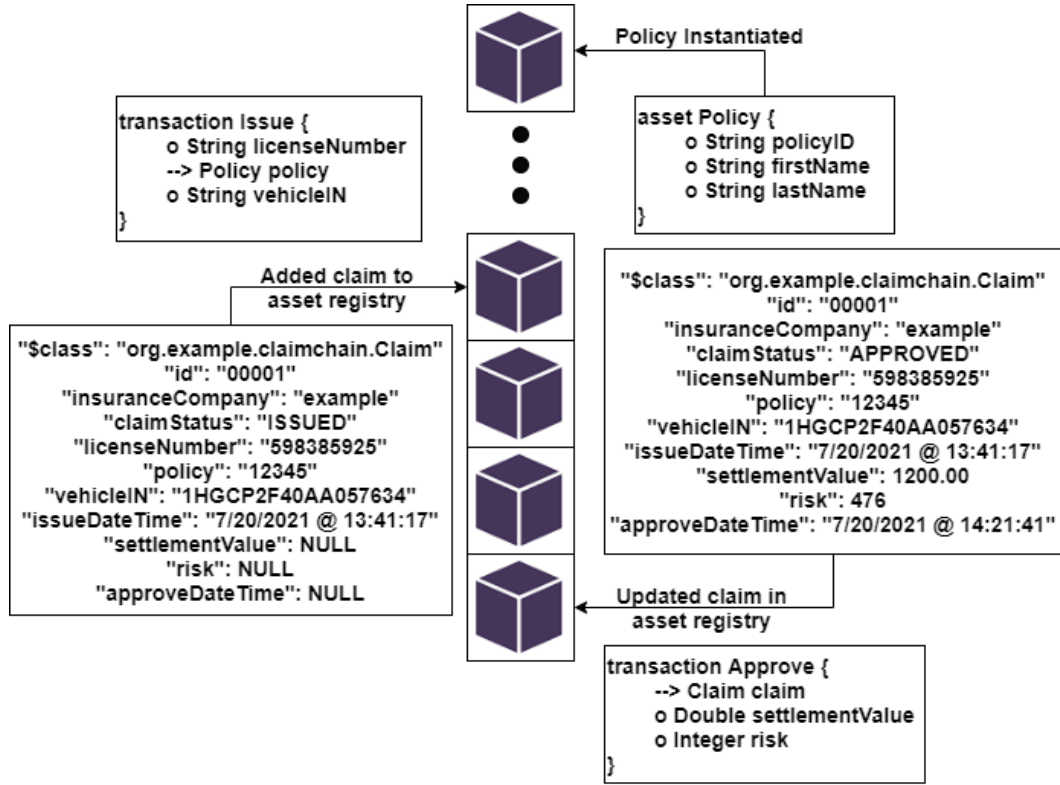 Policy Instantiated
transaction Issue {
o String licenseNumber
--> Policy policy
o String vehicleIN
}
asset Policy {
o String policyID
o String firstName
o String lastName
}
Added claim to
asset registry
"$class": "org.example.claimchain.Claim"
"id": "00001"
"insuranceCompany": "example"
"claimStatus": "ISSUED"
"licenseNumber": "598385925"
"policy": "12345"
"vehicleIN": "1HGCP2F40AA057634"
"issueDateTime": "7/20/2021 @ 13:41:17"
"settlementValue": NULL
"risk": NULL
"approveDateTime": NULL
"$class": "org.example.claimchain.Claim"
"id": "00001"
"insuranceCompany": "example"
"claimStatus": "APPROVED"
"licenseNumber": "598385925"
"policy": "12345"
"vehicleIN": "1HGCP2F40AA057634"
"issueDateTime": "7/20/2021 @ 13:41:17"
"settlementValue": 1200.00
"risk": 476
"approveDateTime": "7/20/2021 @ 14:21:41"
Updated claim in
asset registry
transaction Approve {
--> Claim claim
o Double settlementValue
o Integer risk
}